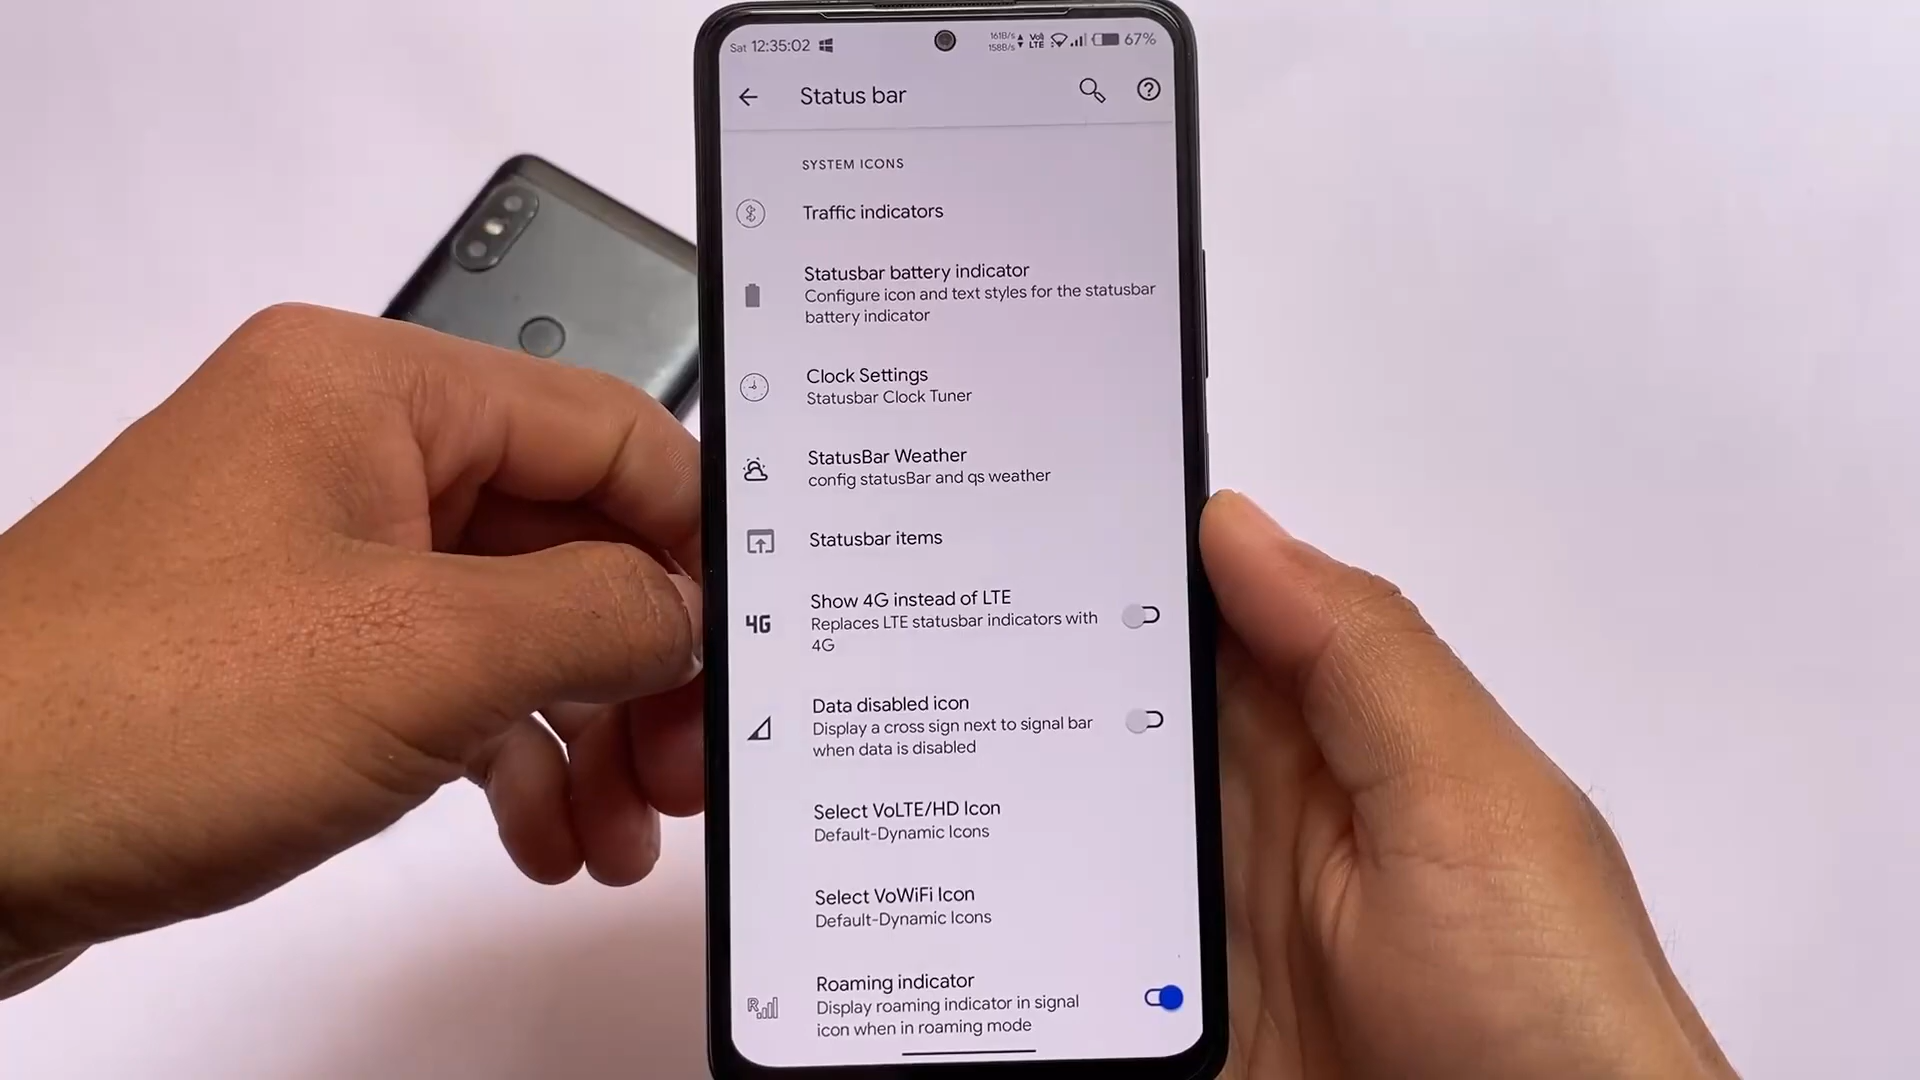 Sat 12:35:02
161B/s
158B/s
Vo)
LTE
67%
Status bar
SYSTEM ICONS
Traffic indicators
Statusbar battery indicator
Configure icon and text styles for the statusbar
battery indicator
Clock Settings
Statusbar Clock Tuner
StatusBar Weather
config statusBar and qs weather
Statusbar items
4G
Show 4G instead of LTE
Replaces LTE statusbar indicators with
4G
Data disabled icon
Display a cross sign next to signal bar
when data is disabled
Select VoLTE/HD Icon
Default-Dynamic Icons
Select VoWiFi Icon
Default-Dynamic Icons
R
Roaming indicator
Display roaming indicator in signal
icon when in roaming mode